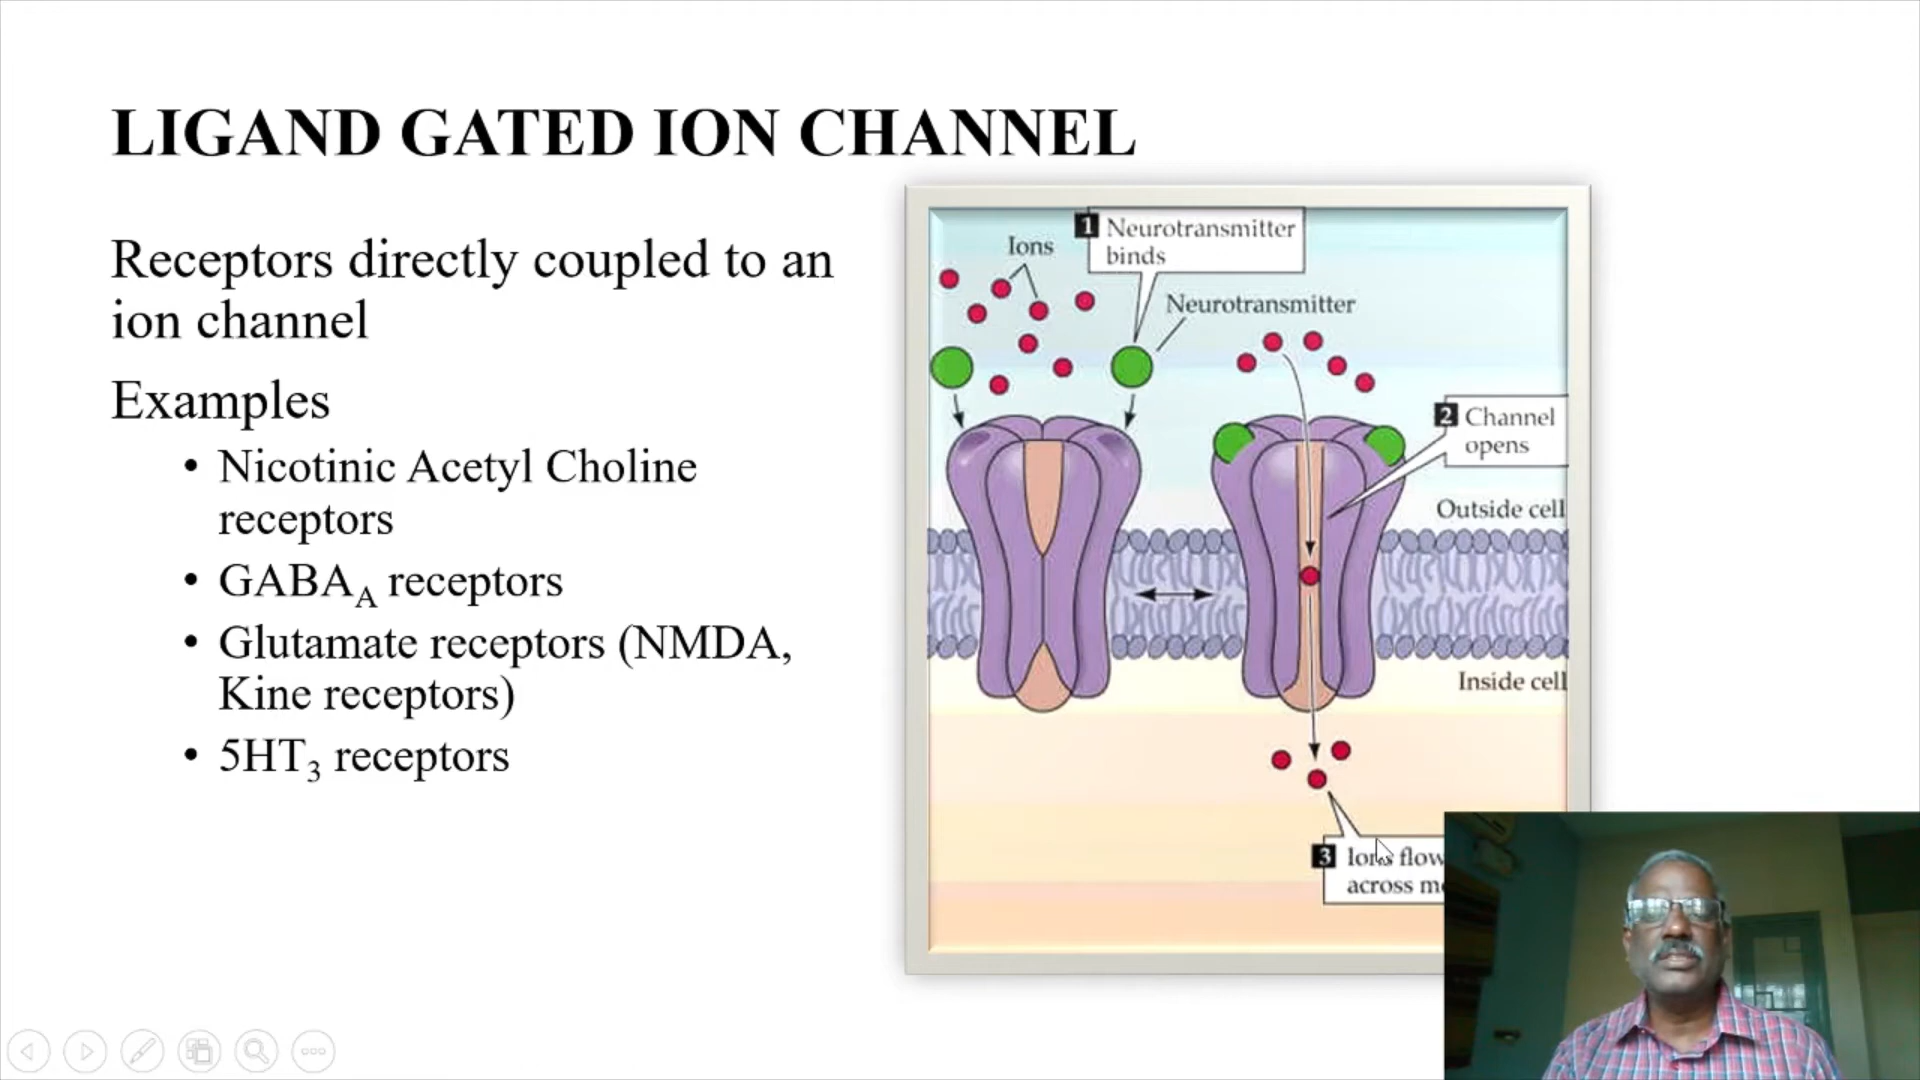 LIGAND GATED ION CHANNEL
Receptors directly coupled to an
ion channel
Examples
• Nicotinic Acetyl Choline
receptors
• GABAA receptors
• Glutamate receptors (NMDA,
Kine receptors)
• 5HT3 receptors
1 Neurotransmitter
binds
Ions
Neurotransmitter
2 Channel
opens
Outside cell
Inside cell
3 Ions flow
across